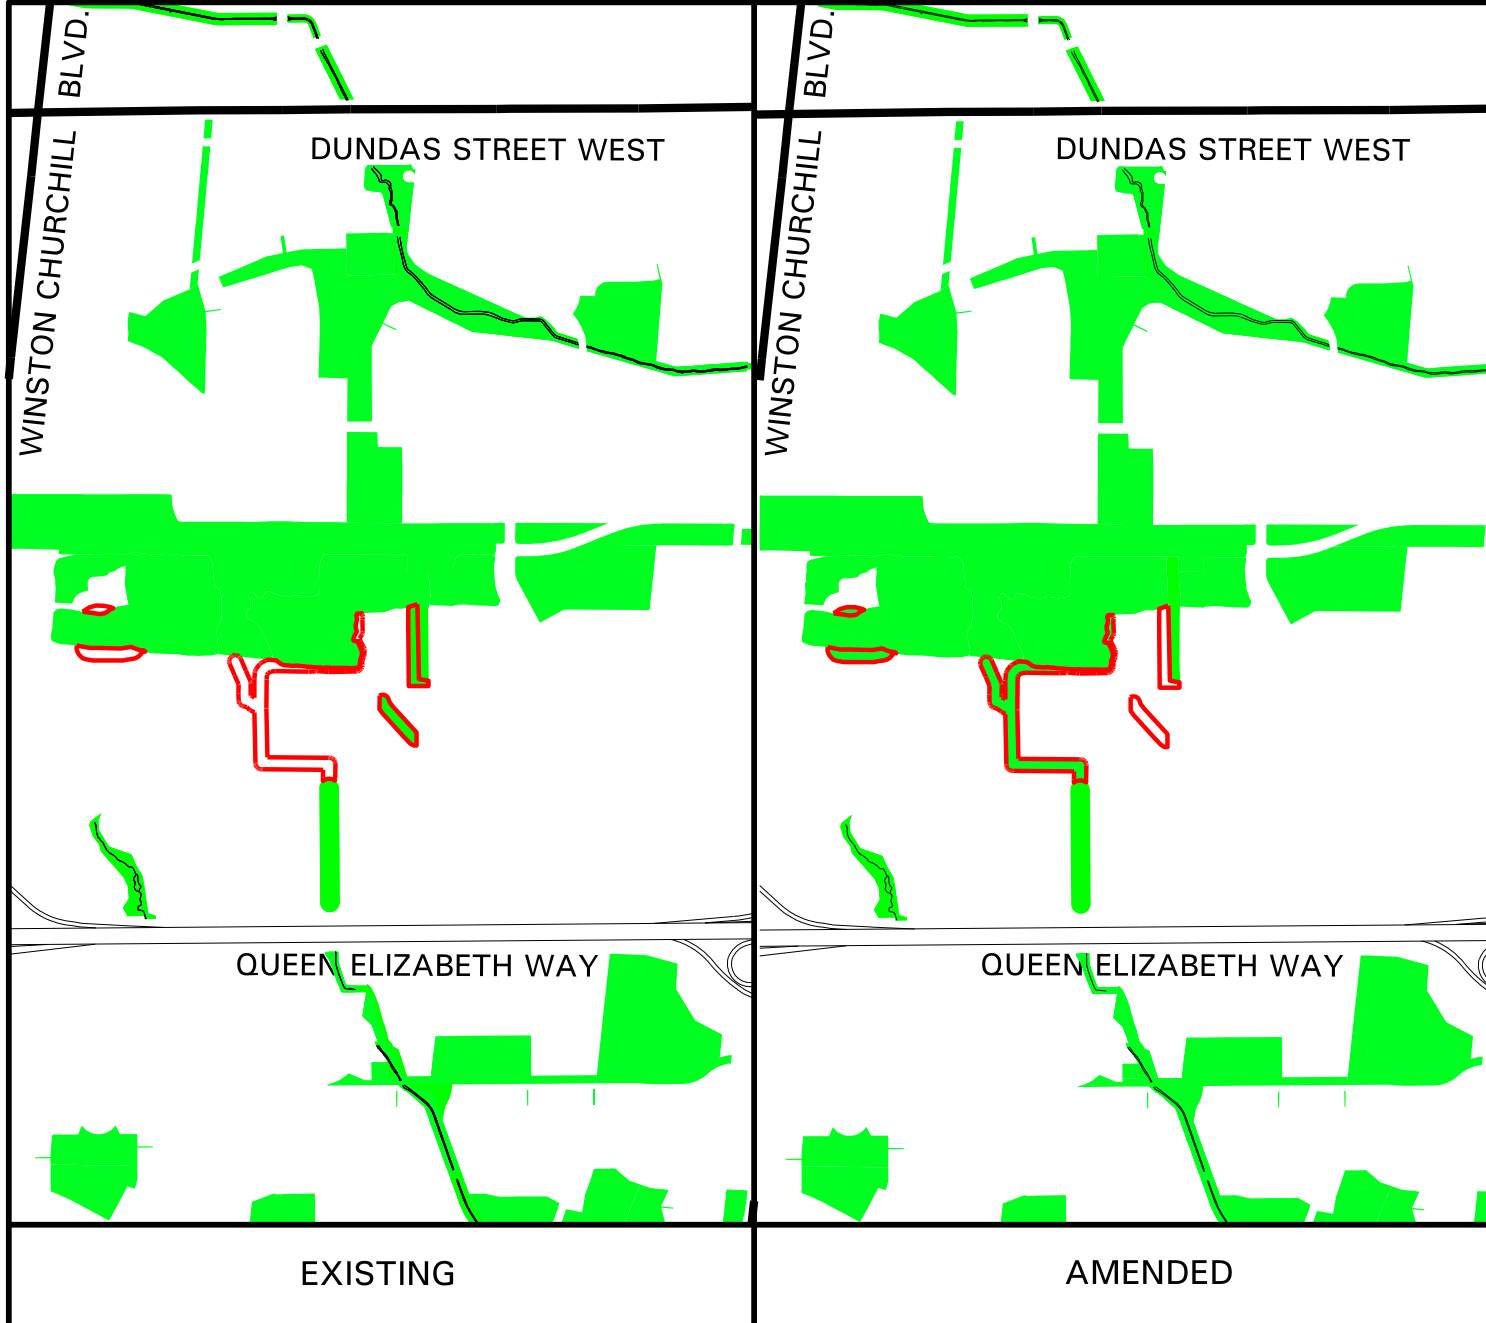 WINSTON CHURCHILL BLVD.
DUNDAS STREET WEST
QUEEN ELIZABETH WAY
EXISTING
WINSTON CHURCHILL BLVD.
DUNDAS STREET WEST
QUEEN ELIZABETH WAY
AMENDED